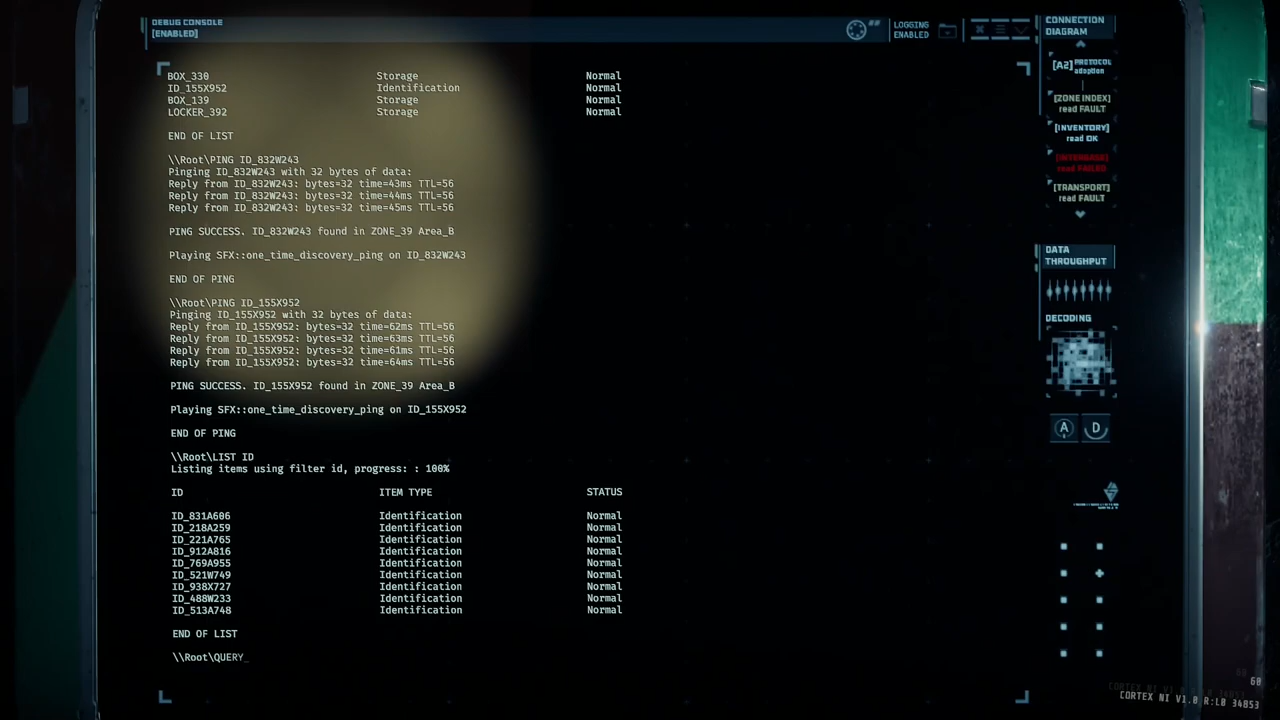 DEBUG CONSOLE
[ENABLED]
LOGGING
ENABLED
BOX_330 Storage Normal
ID_155X952 Identification Normal
BOX_139 Storage Normal
LOCKER_392 Storage Normal
END OF LIST
\\Root\PING ID_832W243
Pinging ID_832W243 with 32 bytes of data:
Reply from ID_832W243: bytes=32 time=43ms TTL=56
Reply from ID_832W243: bytes=32 time=44ms TTL=56
Reply from ID_832W243: bytes=32 time=45ms TTL=56
PING SUCCESS. ID_832W243 found in ZONE_39 Area_B
Playing SFX::one_time_discovery_ping on ID_832W243
END OF PING
\\Root\PING ID_155X952
Pinging ID_155X952 with 32 bytes of data:
Reply from ID_155X952: bytes=32 time=62ms TTL=56
Reply from ID_155X952: bytes=32 time=63ms TTL=56
Reply from ID_155X952: bytes=32 time=61ms TTL=56
Reply from ID_155X952: bytes=32 time=64ms TTL=56
PING SUCCESS. ID_155X952 found in ZONE_39 Area_B
Playing SFX::one_time_discovery_ping on ID_155X952
END OF PING
\\Root\LIST ID
Listing items using filter id, progress: : 100%
ID ITEM TYPE STATUS
ID_831A606 Identification Normal
ID_218A259 Identification Normal
ID_221A765 Identification Normal
ID_912A816 Identification Normal
ID_769A955 Identification Normal
ID_521W749 Identification Normal
ID_938X727 Identification Normal
ID_488W233 Identification Normal
ID_513A748 Identification Normal
END OF LIST
\\Root\QUERY_
CONNECTION
DIAGRAM
[A2] PROTOCOL
adaption
[ZONE INDEX]
read FAULT
[INVENTORY]
read OK
read FAILED
[TRANSPORT]
read FAULT
DATA
THROUGHPUT
DECODING
A D
60
CORTEX NI V1.0 R:L0 34853